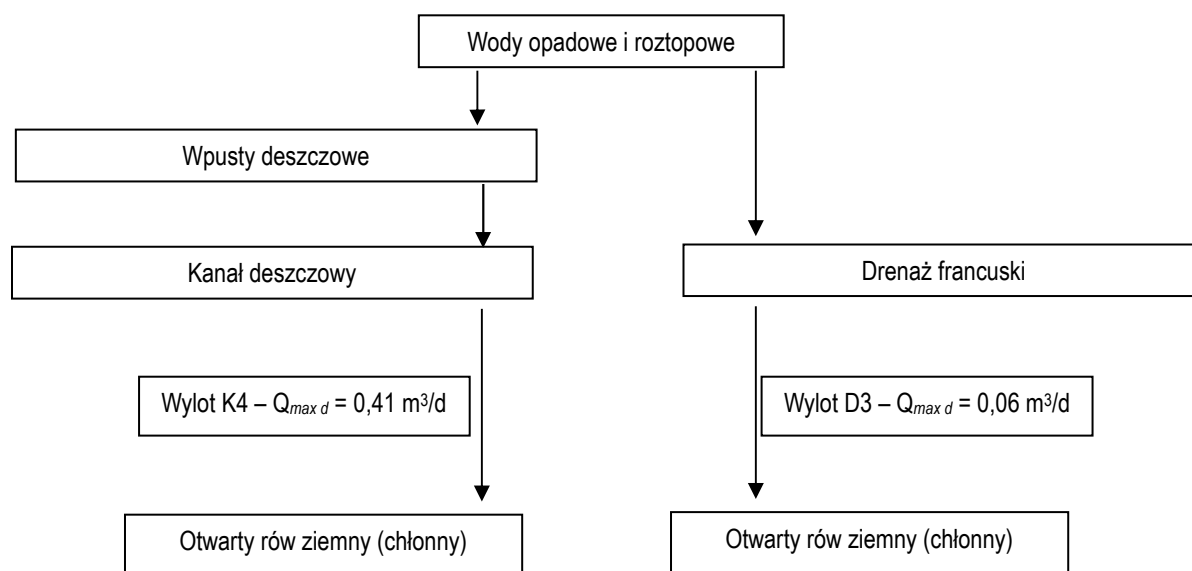 Wody opadowe i roztopowe
Wpusty deszczowe
Kanał deszczowy
Drenaż francuski
Wylot K4 – Qmax d = 0,41 m³/d
Wylot D3 – Qmax d = 0,06 m³/d
Otwarty rów ziemny (chłonny)
Otwarty rów ziemny (chłonny)